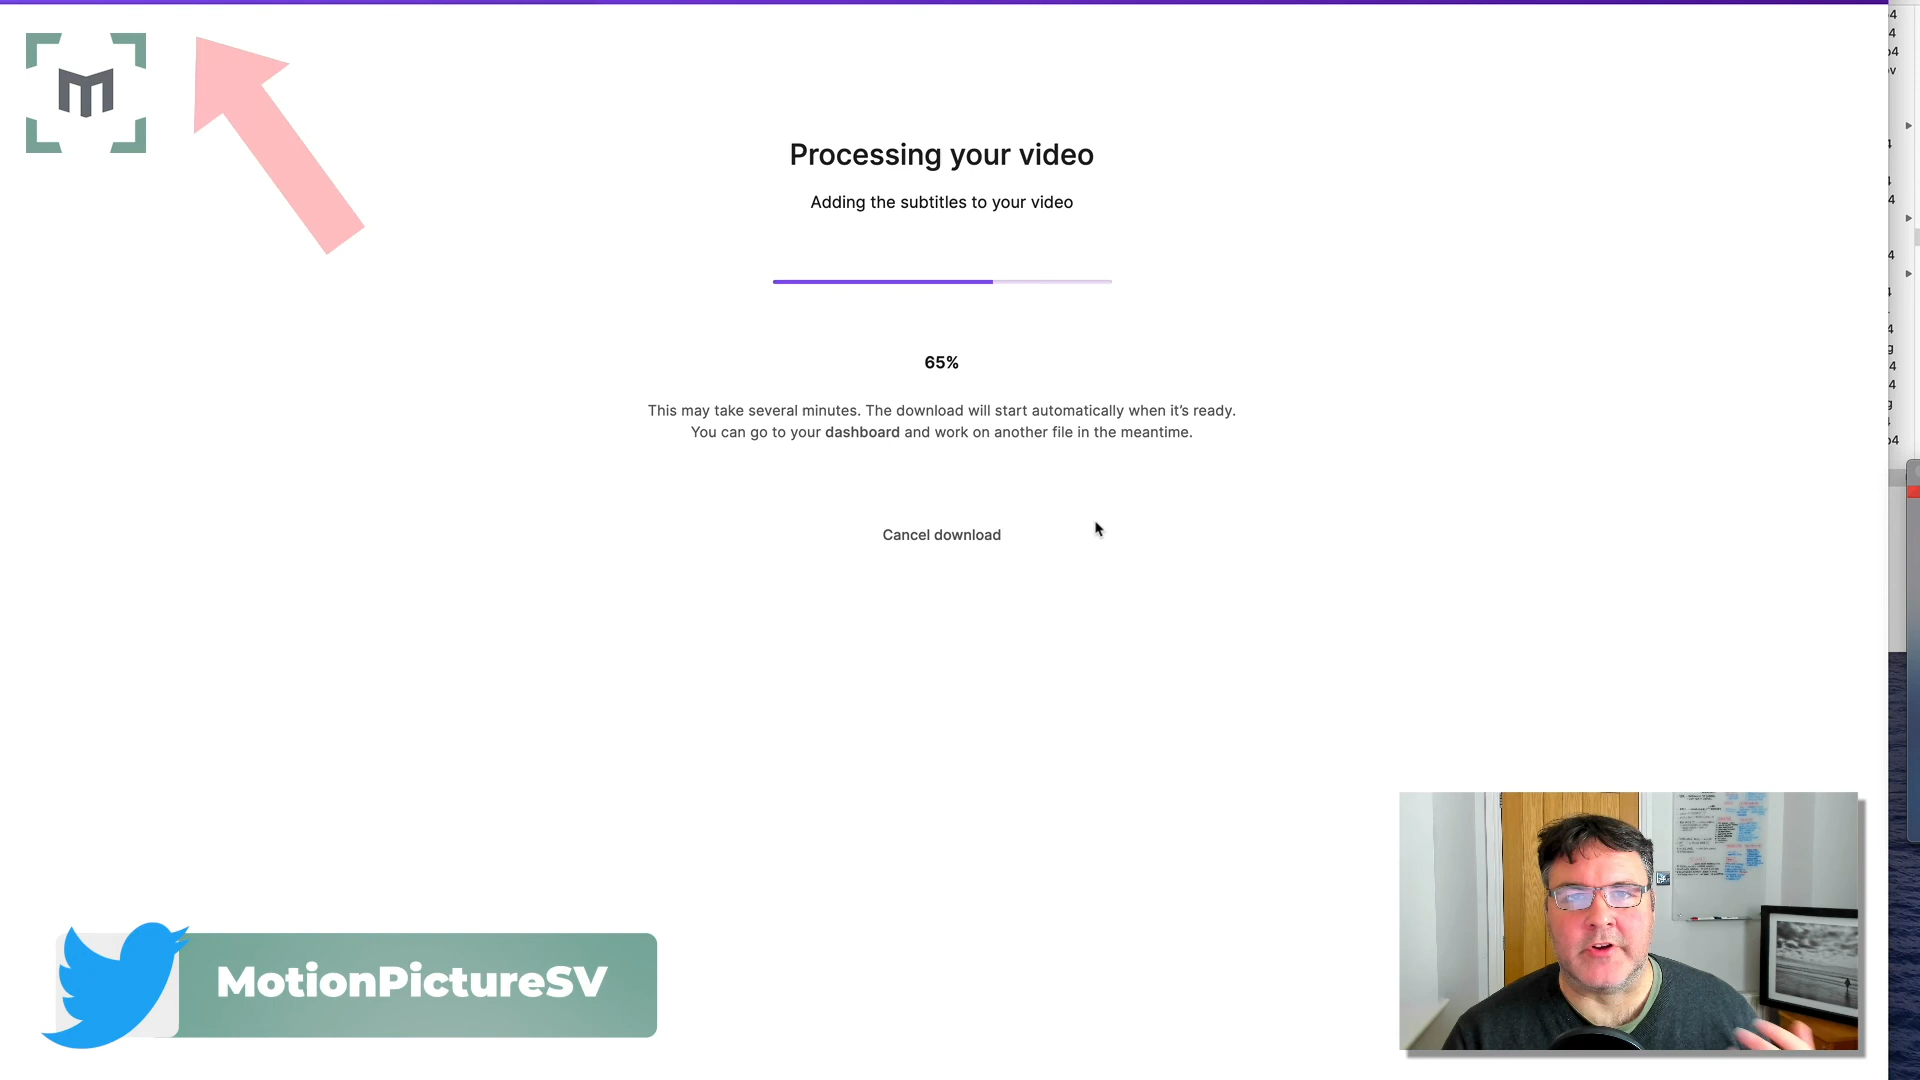 Processing your video
Adding the subtitles to your video
65%
This may take several minutes. The download will start automatically when it's ready.
You can go to your dashboard and work on another file in the meantime.
Cancel download
MotionPictureSV